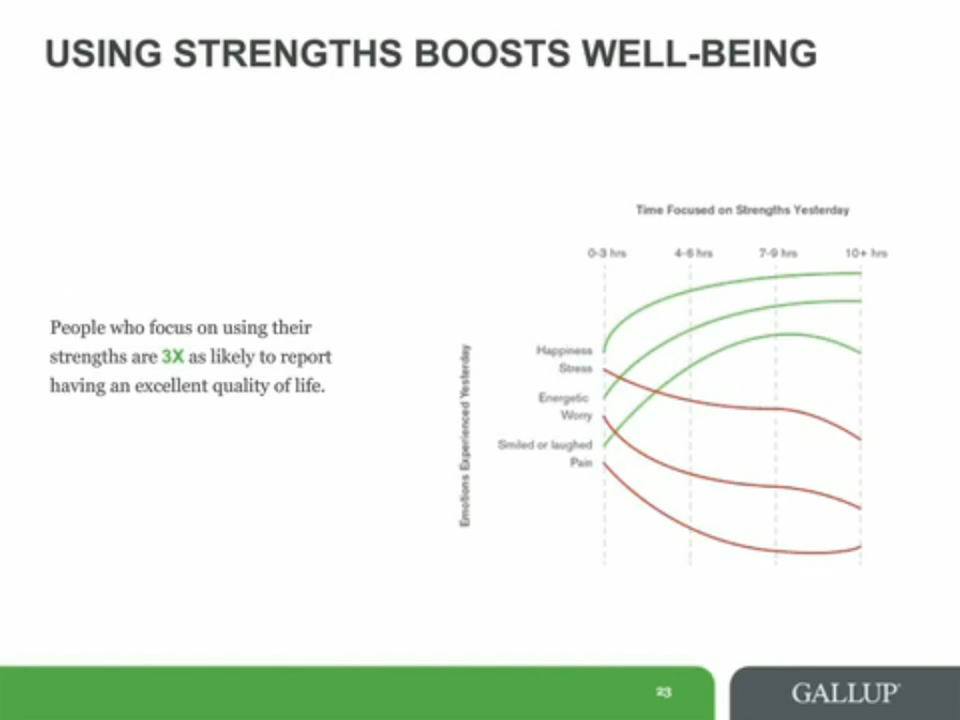 USING STRENGTHS BOOSTS WELL-BEING
People who focus on using their
strengths are 3X as likely to report
having an excellent quality of life.
Time Focused on Strengths Yesterday
0-3 hrs 4-6 hrs 7-9 hrs 10+ hrs
Emotions Experienced Yesterday
Happiness
Stress
Energetic
Worry
Smiled or laughed
Pain
23
GALLUP®